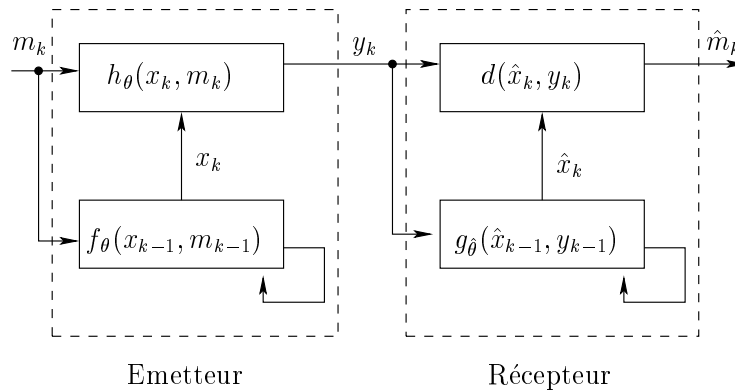 m_k
h_θ(x_k, m_k)
y_k
d(x̂_k, y_k)
m̂_k
x_k
x̂_k
f_θ(x_{k−1}, m_{k−1})
g_θ̂(x̂_{k−1}, y_{k−1})
Emetteur
Récepteur